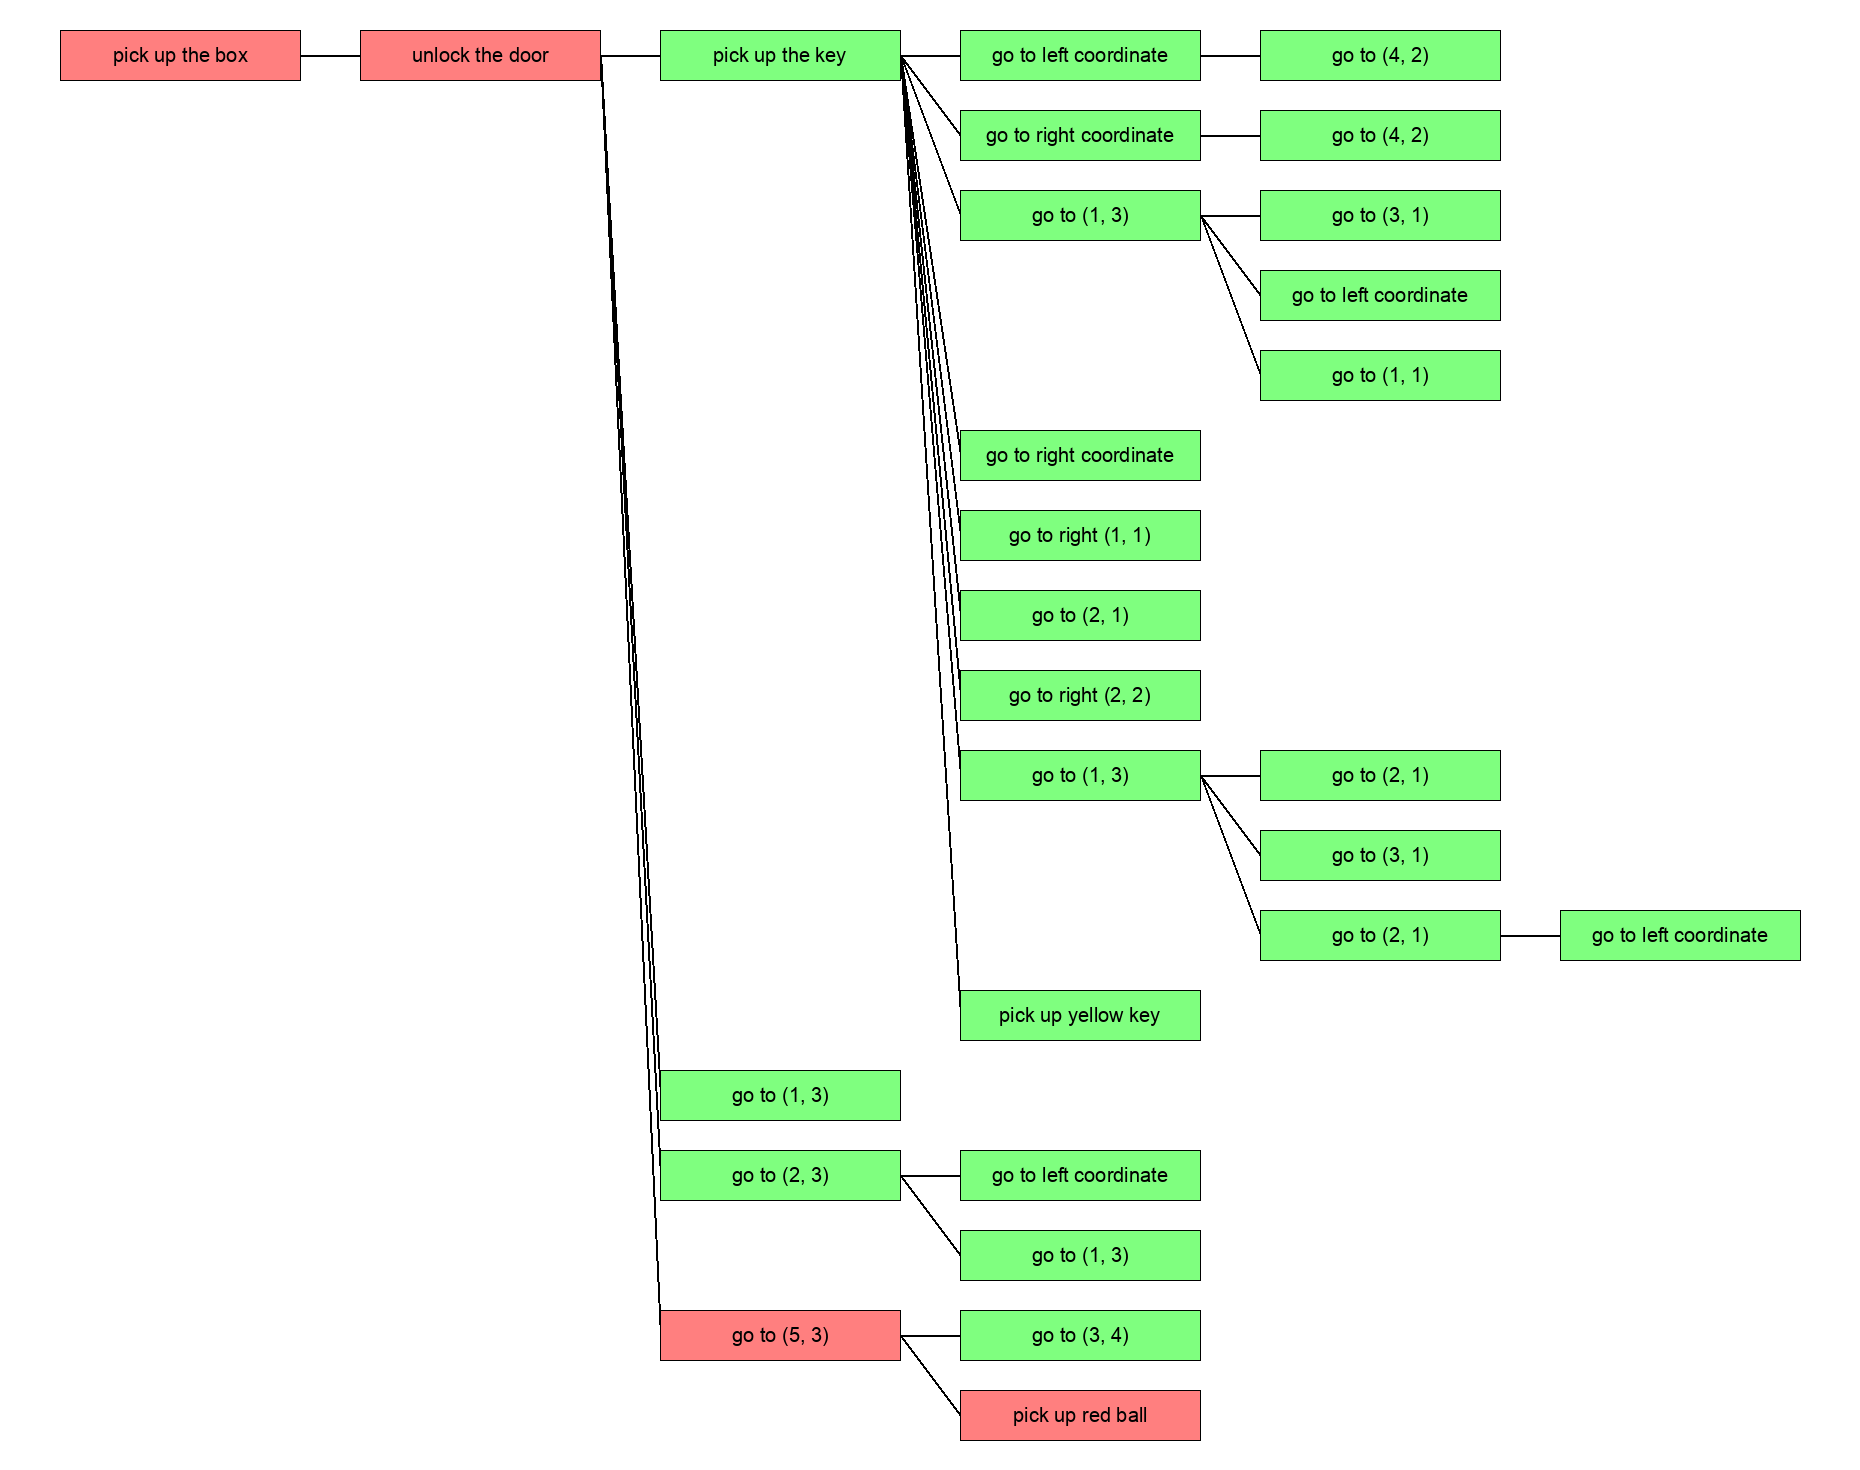 pick up the box
unlock the door
pick up the key
go to left coordinate
go to (4, 2)
go to right coordinate
go to (4, 2)
go to (1, 3)
go to (3, 1)
go to left coordinate
go to (1, 1)
go to right coordinate
go to right (1, 1)
go to (2, 1)
go to right (2, 2)
go to (1, 3)
go to (2, 1)
go to (3, 1)
go to (2, 1)
go to left coordinate
pick up yellow key
go to (1, 3)
go to (2, 3)
go to left coordinate
go to (1, 3)
go to (5, 3)
go to (3, 4)
pick up red ball